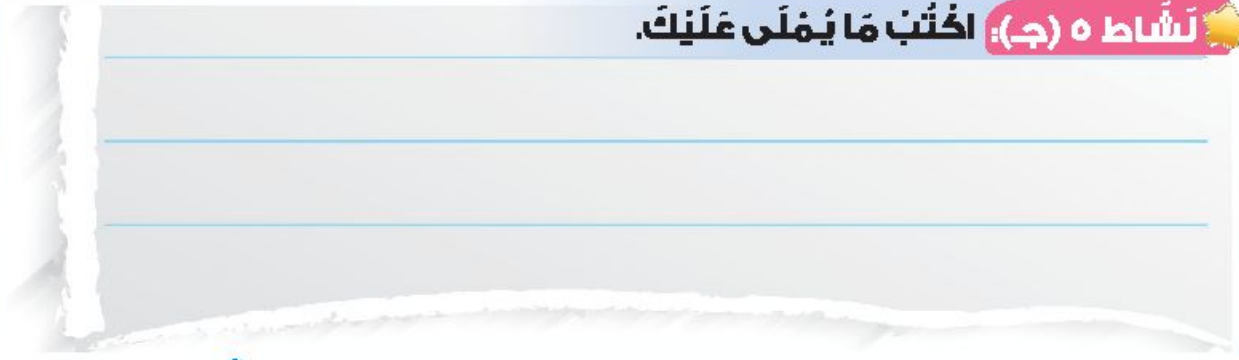 نَشَاط ٥ (جـ): اكْتُبْ مَا يُمْلَى عَلَيْكَ.